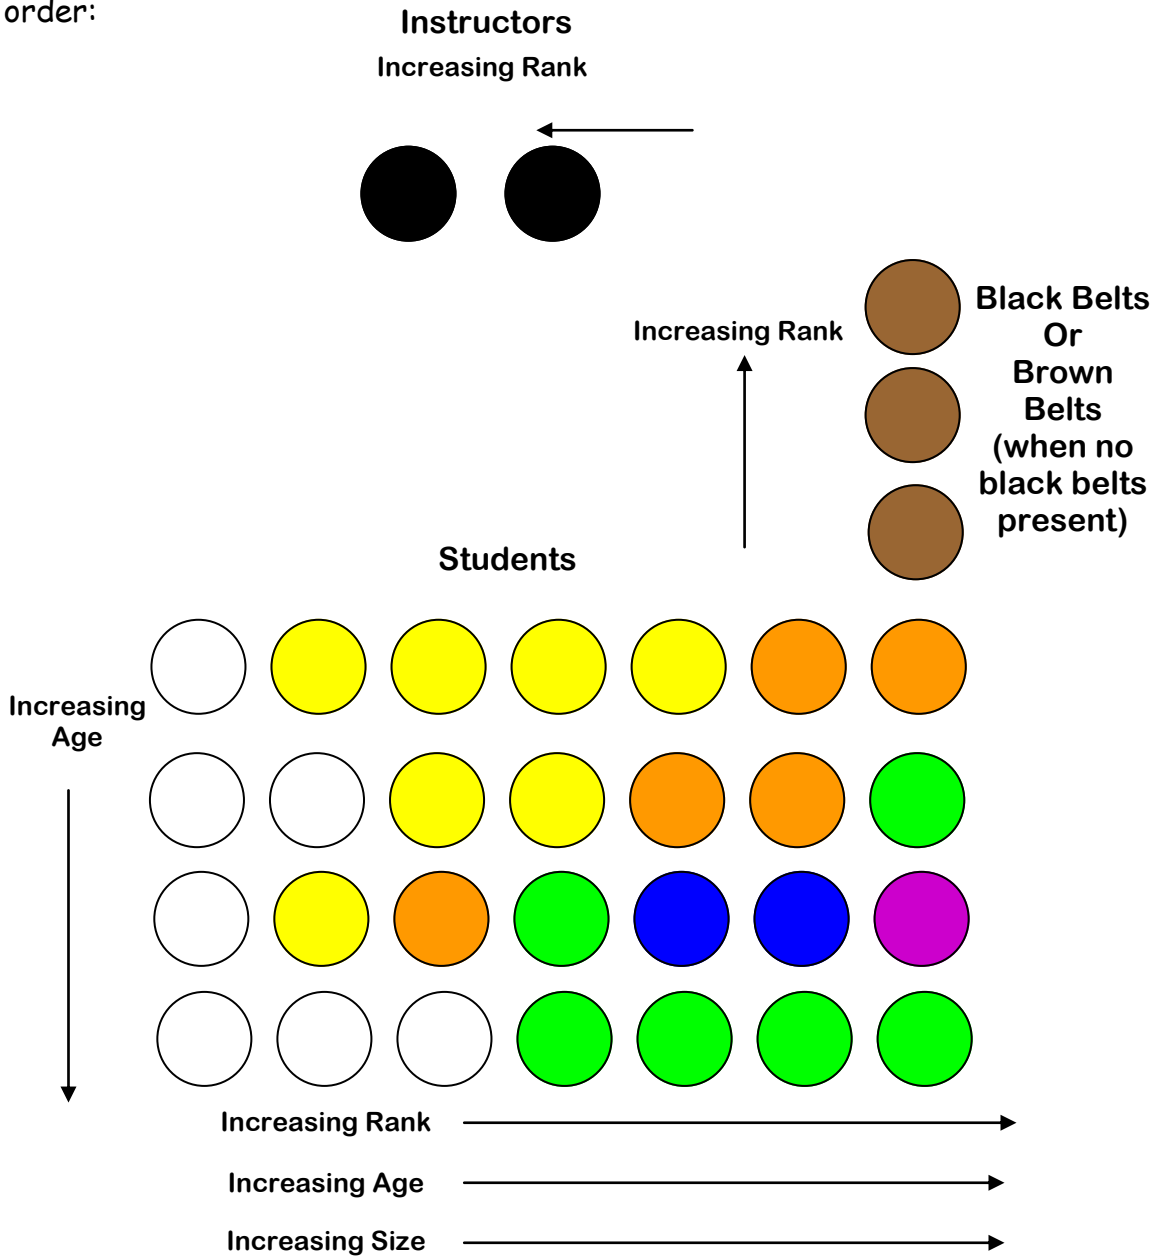 order:
Instructors
Increasing Rank
Increasing Rank
Black Belts
Or
Brown
Belts
(when no
black belts
present)
Students
Increasing
Age
Increasing Rank
Increasing Age
Increasing Size